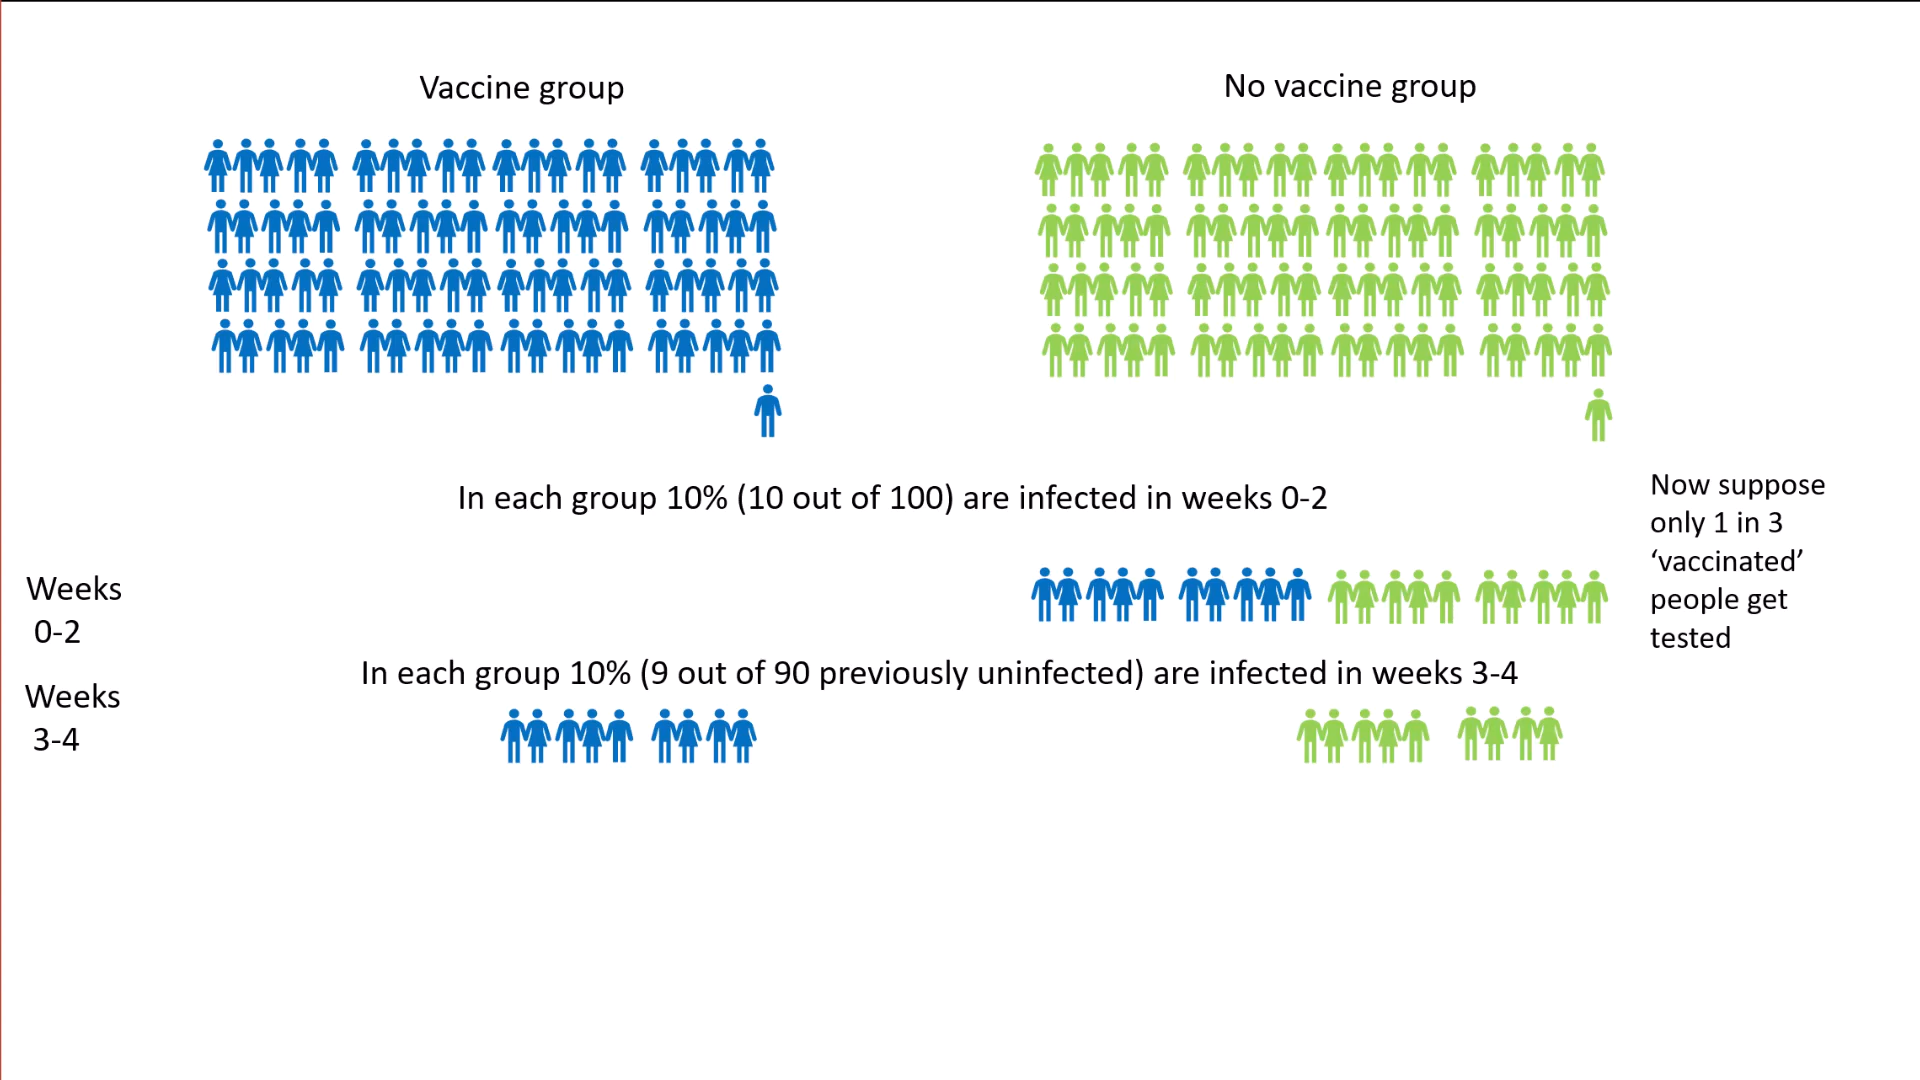 Vaccine group
No vaccine group
In each group 10% (10 out of 100) are infected in weeks 0-2
Now suppose
only 1 in 3
‘vaccinated’
people get
tested
Weeks
0-2
In each group 10% (9 out of 90 previously uninfected) are infected in weeks 3-4
Weeks
3-4